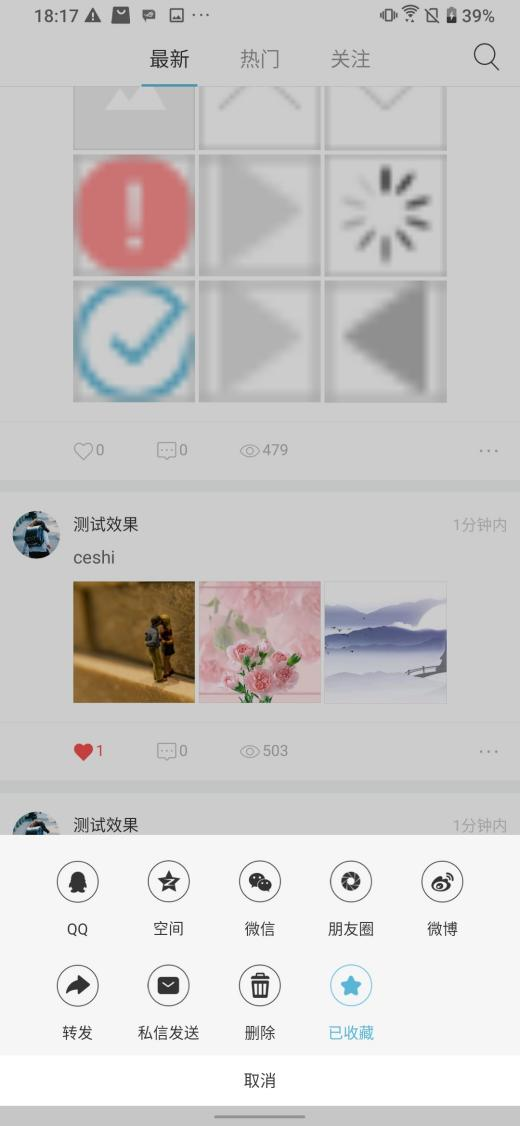 18:17 39%
最新 热门 关注
0 0 479
测试效果 1分钟内
ceshi
1 0 503
测试效果 1分钟内
QQ 空间 微信 朋友圈 微博
转发 私信发送 删除 已收藏
取消